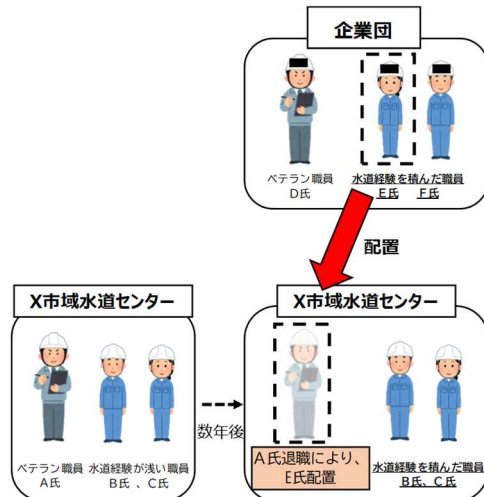 企業団
ベテラン職員
D氏
水道経験を積んだ職員
E氏 F氏
配置
X市域水道センター
ベテラン職員
A氏
水道経験が浅い職員
B氏、C氏
数年後
X市域水道センター
A氏退職により、
E氏配置
水道経験を積んだ職員
B氏、C氏